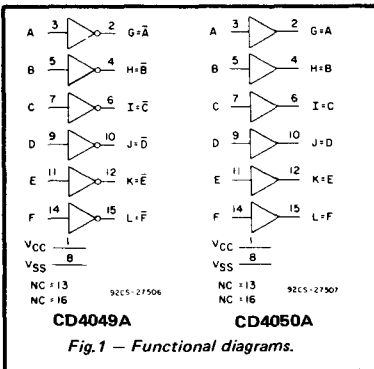 A 3 2 G=A̅
B 5 4 H=B̅
C 7 6 I=C̅
D 9 10 J=D̅
E 11 12 K=E̅
F 14 15 L=F̅
VCC 1
VSS 8
NC =13
NC =16
92CS-27506
CD4049A
A 3 2 G=A
B 5 4 H=B
C 7 6 I=C
D 9 10 J=D
E 11 12 K=E
F 14 15 L=F
VCC 1
VSS 8
NC =13
NC =16
92CS-27507
CD4050A
Fig.1 — Functional diagrams.